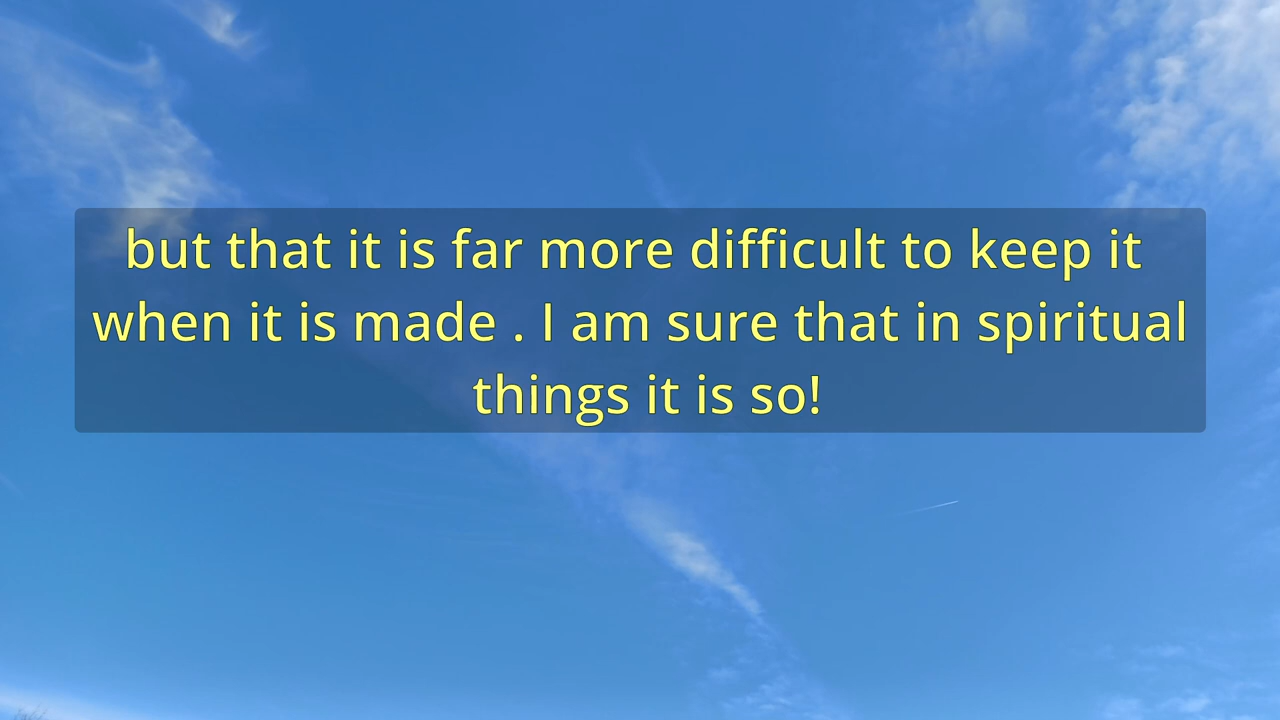 but that it is far more difficult to keep it
when it is made . I am sure that in spiritual
things it is so!